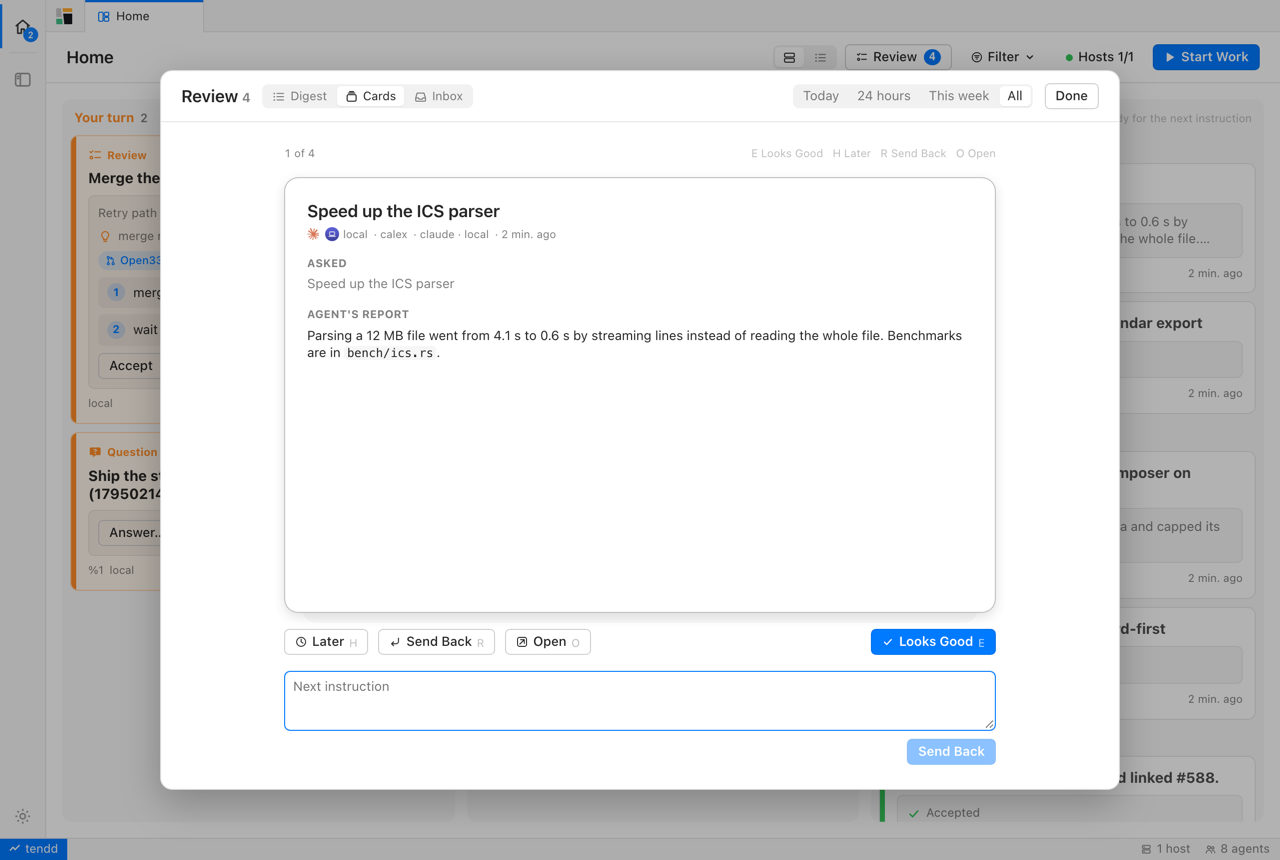 2
Home
Home
Review 4
Filter
Hosts 1/1
Start Work
Your turn 2
Review
Merge the
Retry path
merge
Open
1 merg
2 wait
Accept
local
Question
Ship the
(17950214
Answer..
%1 local
Review 4
Digest
Cards
Inbox
Today
24 hours
This week
All
Done
1 of 4
E Looks Good H Later R Send Back O Open
Speed up the ICS parser
local · calex · claude · local · 2 min. ago
ASKED
Speed up the ICS parser
AGENT'S REPORT
Parsing a 12 MB file went from 4.1 s to 0.6 s by streaming lines instead of reading the whole file. Benchmarks
are in bench/ics.rs.
Later H
Send Back R
Open O
Looks Good E
Next instruction
Send Back
for the next instruction
to 0.6 s by
the whole file....
2 min. ago
ndar export
2 min. ago
mposer on
a and capped its
2 min. ago
d-first
2 min. ago
d linked #588.
Accepted
tendd
1 host
8 agents